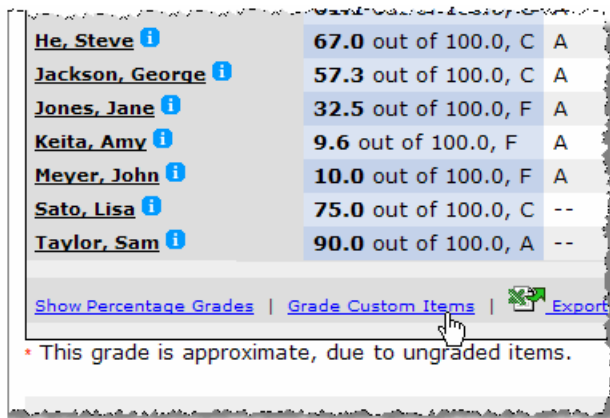 He, Steve i 67.0 out of 100.0, C A
Jackson, George i 57.3 out of 100.0, C A
Jones, Jane i 32.5 out of 100.0, F A
Keita, Amy i 9.6 out of 100.0, F A
Meyer, John i 10.0 out of 100.0, F A
Sato, Lisa i 75.0 out of 100.0, C --
Taylor, Sam i 90.0 out of 100.0, A --
Show Percentage Grades | Grade Custom Items | Export
* This grade is approximate, due to ungraded items.